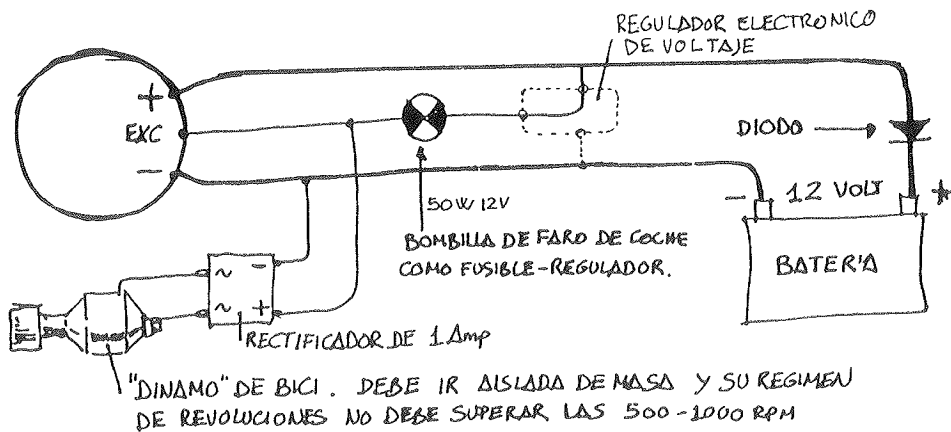 REGULADOR ELECTRONICO
DE VOLTAJE
+
EXC
-
DIODO
50W 12V
- 12 VOLT +
BOMBILLA DE FARO DE COCHE
COMO FUSIBLE-REGULADOR.
BATER'A
~ -
~ +
RECTIFICADOR DE 1 Amp
"DINAMO" DE BICI. DEBE IR AISLADA DE MASA Y SU REGIMEN
DE REVOLUCIONES NO DEBE SUPERAR LAS 500-1000 RPM